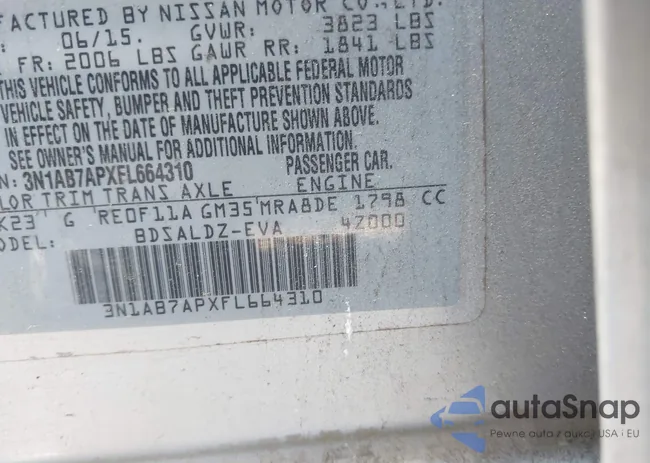 FACTURED BY NISSAN MOTOR CO., LTD.
: 06/15. GVWR: 3823 LBS
FR: 2006 LBS GAWR RR: 1841 LBS
THIS VEHICLE CONFORMS TO ALL APPLICABLE FEDERAL MOTOR
VEHICLE SAFETY, BUMPER AND THEFT PREVENTION STANDARDS
IN EFFECT ON THE DATE OF MANUFACTURE SHOWN ABOVE.
SEE OWNER'S MANUAL FOR ADDITIONAL INFORMATION.
N: 3N1AB7APXFL664310 PASSENGER CAR.
LOR TRIM TRANS AXLE ENGINE
K23 G RE0F11A GM35 MRA8DE 1798 CC
MODEL: BDSALDZ-EVA 4Z000
3N1AB7APXFL664310
autaSnap
Pewne auta z aukcji USA i EU